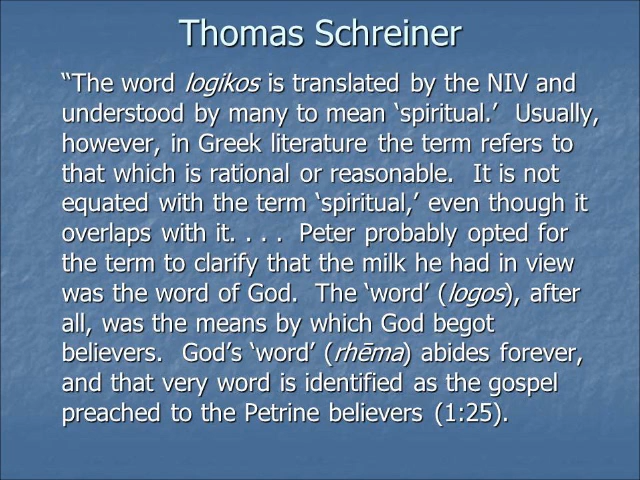 Thomas Schreiner
“The word logikos is translated by the NIV and
understood by many to mean ‘spiritual.’  Usually,
however, in Greek literature the term refers to
that which is rational or reasonable.  It is not
equated with the term ‘spiritual,’ even though it
overlaps with it. . . .  Peter probably opted for
the term to clarify that the milk he had in view
was the word of God.  The ‘word’ (logos), after
all, was the means by which God begot
believers.  God’s ‘word’ (rhēma) abides forever,
and that very word is identified as the gospel
preached to the Petrine believers (1:25).